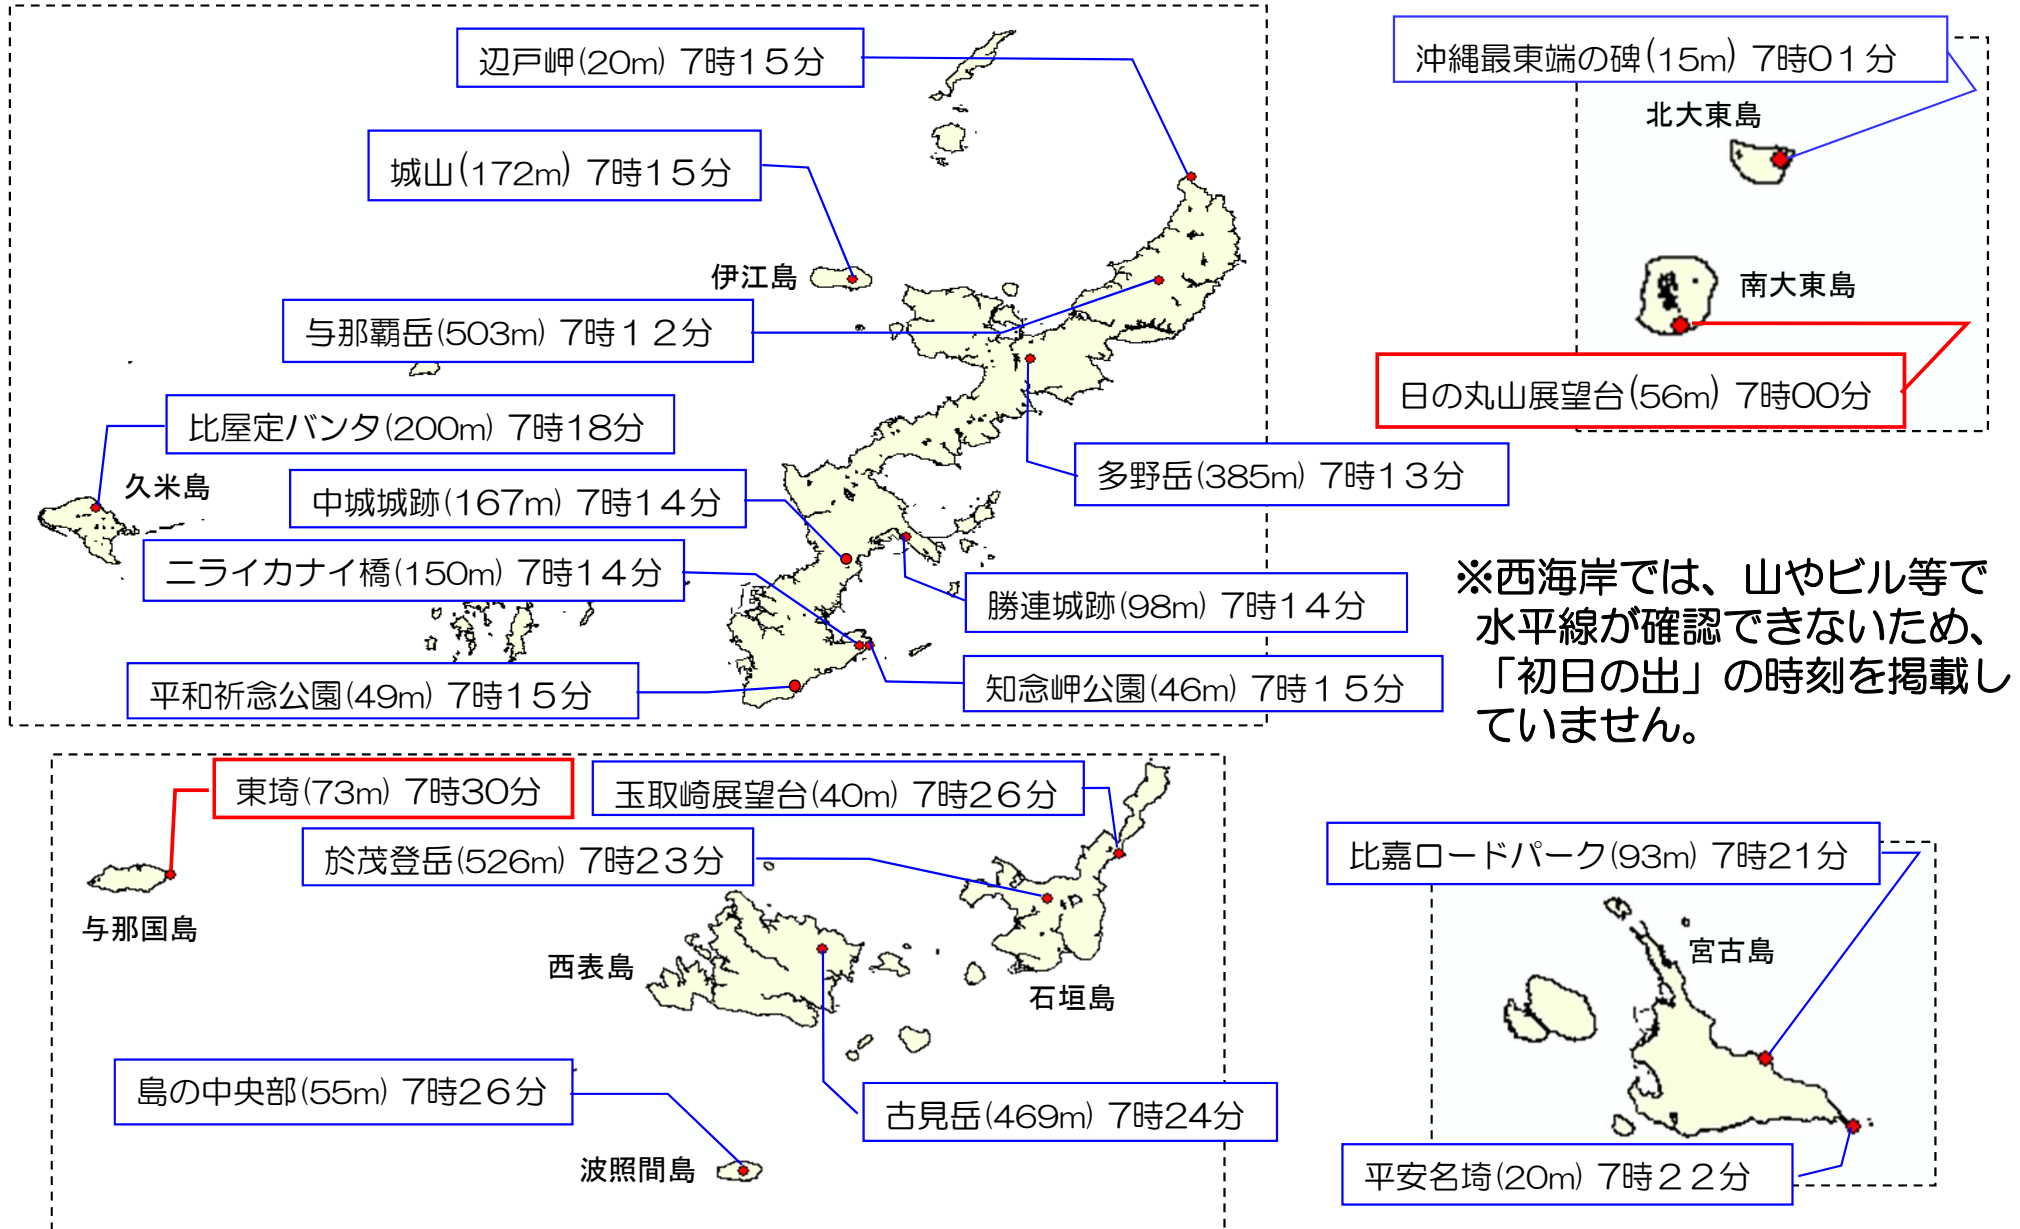 辺戸岬(20m) 7時15分
沖縄最東端の碑(15m) 7時01分
北大東島
城山(172m) 7時15分
伊江島
南大東島
与那覇岳(503m) 7時12分
日の丸山展望台(56m) 7時00分
比屋定バンタ(200m) 7時18分
多野岳(385m) 7時13分
久米島
中城城跡(167m) 7時14分
ニライカナイ橋(150m) 7時14分
勝連城跡(98m) 7時14分
※西海岸では、山やビル等で
水平線が確認できないため、
「初日の出」の時刻を掲載し
ていません。
平和祈念公園(49m) 7時15分
知念岬公園(46m) 7時15分
東埼(73m) 7時30分
玉取崎展望台(40m) 7時26分
於茂登岳(526m) 7時23分
比嘉ロードパーク(93m) 7時21分
与那国島
西表島
宮古島
石垣島
島の中央部(55m) 7時26分
古見岳(469m) 7時24分
波照間島
平安名埼(20m) 7時22分